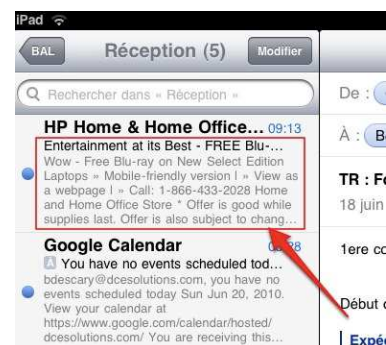 iPad
BAL Réception (5) Modifier
Rechercher dans « Réception »
De :
HP Home & Home Office... 09:13
Entertainment at its Best - FREE Blu-...
Wow - Free Blu-ray on New Select Edition
Laptops » Mobile-friendly version | » View as
a webpage | » Call: 1-866-433-2028 Home
and Home Office Store * Offer is good while
supplies last. Offer is also subject to chang...
À : B
TR : F
18 juin
Google Calendar
You have no events scheduled tod...
bdescary@dcesolutions.com, you have no
events scheduled today Sun Jun 20, 2010.
View your calendar at
https://www.google.com/calendar/hosted/
dcesolutions.com/ You are receiving this...
1ere co
Début
Expé